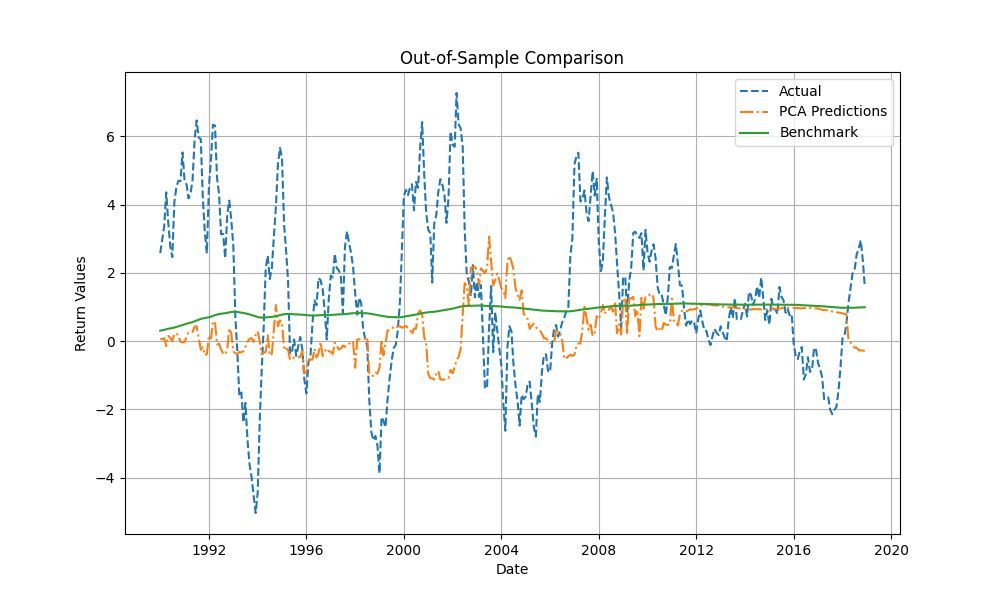 Out-of-Sample Comparison
Actual
PCA Predictions
Benchmark
6
4
2
0
−2
−4
Return Values
1992 1996 2000 2004 2008 2012 2016 2020
Date